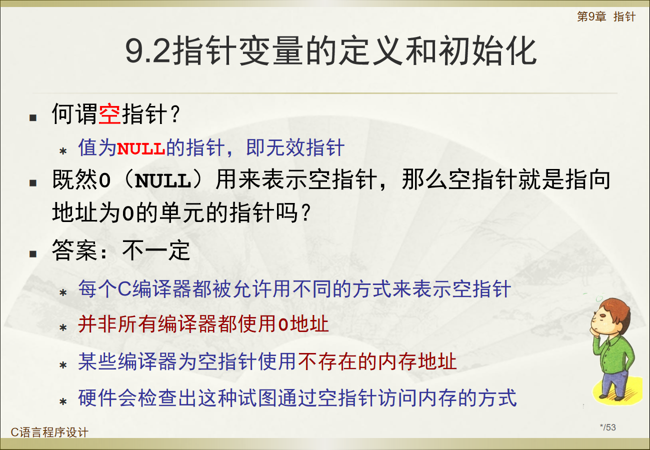 第9章 指针
9.2指针变量的定义和初始化
何谓空指针?
值为NULL的指针，即无效指针
既然0（NULL）用来表示空指针，那么空指针就是指向
地址为0的单元的指针吗?
答案：不一定
每个C编译器都被允许用不同的方式来表示空指针
并非所有编译器都使用0地址
某些编译器为空指针使用不存在的内存地址
硬件会检查出这种试图通过空指针访问内存的方式
C语言程序设计
*/53